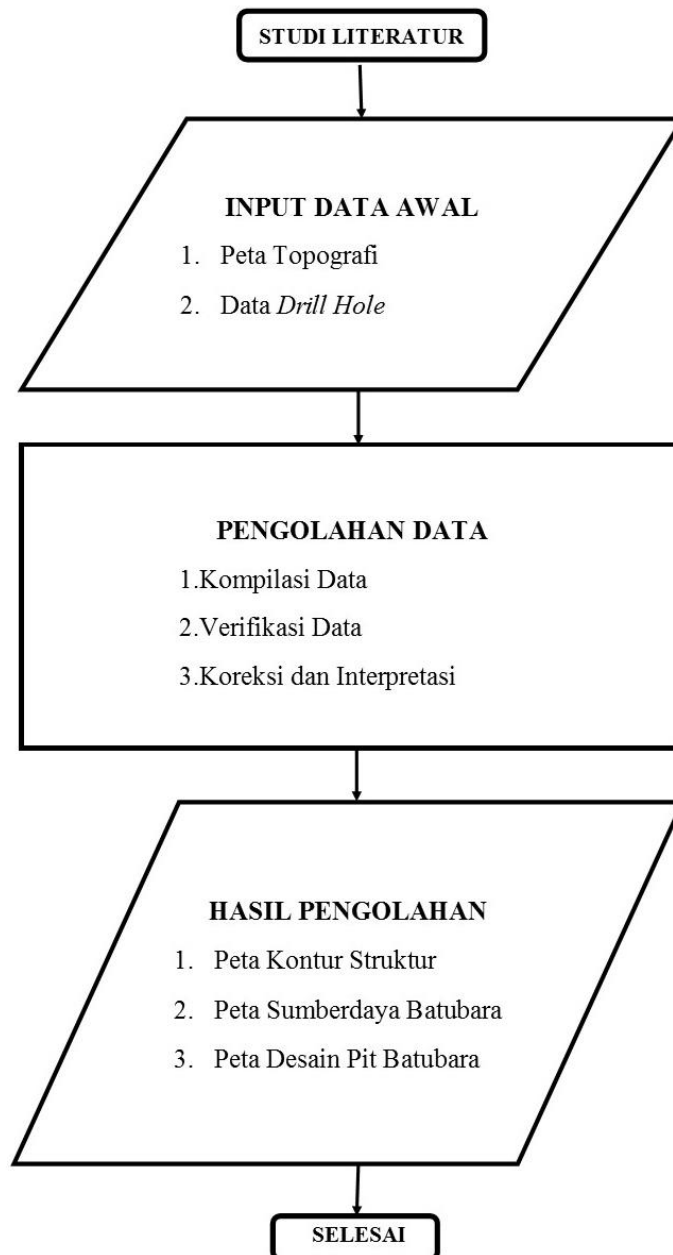 STUDI LITERATUR
INPUT DATA AWAL
1. Peta Topografi
2. Data Drill Hole
PENGOLAHAN DATA
1.Kompilasi Data
2.Verifikasi Data
3.Koreksi dan Interpretasi
HASIL PENGOLAHAN
1. Peta Kontur Struktur
2. Peta Sumberdaya Batubara
3. Peta Desain Pit Batubara
SELESAI